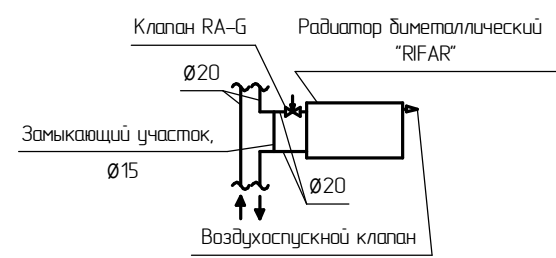 Клапан RA-G
Радиатор биметаллический
"RIFAR"
Ø20
Замыкающий участок,
Ø15
Ø20
Воздухоспускной клапан